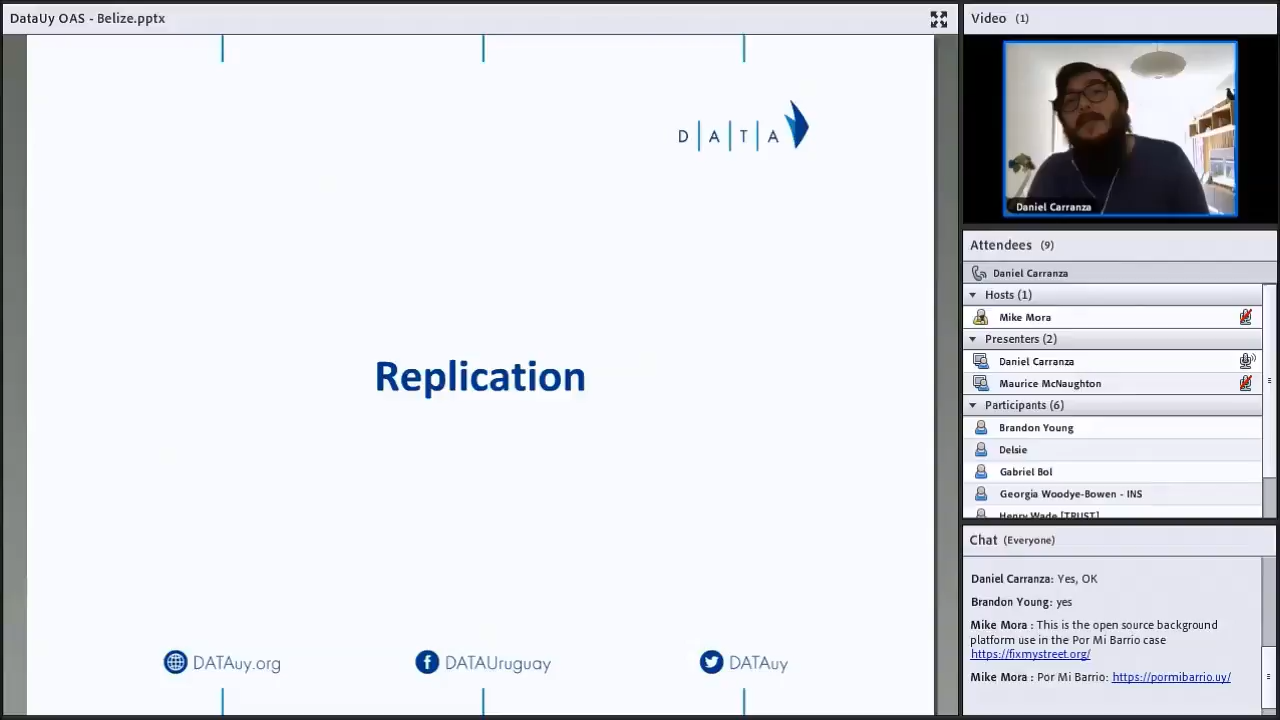 DataUy OAS - Belize.pptx
D | A | T | A
Replication
DATAuy.org
DATAUruguay
DATAuy
Video (1)
Daniel Carranza
Attendees (9)
Daniel Carranza
Hosts (1)
Mike Mora
Presenters (2)
Daniel Carranza
Maurice McNaughton
Participants (6)
Brandon Young
Delsie
Gabriel Bol
Georgia Woodye-Bowen - INS
Henry Wade [TRUST]
Chat (Everyone)
Daniel Carranza: Yes, OK
Brandon Young: yes
Mike Mora : This is the open source background
platform use in the Por Mi Barrio case
https://fixmystreet.org/
Mike Mora : Por Mi Barrio: https://pormibarrio.uy/